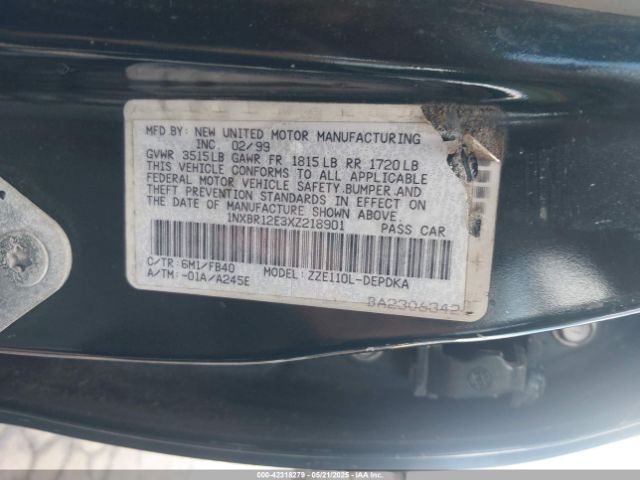 MFD BY: NEW UNITED MOTOR MANUFACTURING
INC. 02/99
GVWR 3515LB GAWR FR 1815LB RR 1720LB
THIS VEHICLE CONFORMS TO ALL APPLICABLE
FEDERAL MOTOR VEHICLE SAFETY,BUMPER,AND
THEFT PREVENTION STANDARDS IN EFFECT ON
THE DATE OF MANUFACTURE SHOWN ABOVE.
1NXBR12E3XZ218901 PASS CAR
C/TR: 6M1/FB40 MODEL: ZZE110L-DEPDKA
A/TM: -01A/A245E
BA2306342
000-42318279 — 05/21/2025 — © IAA Holdings, LLC